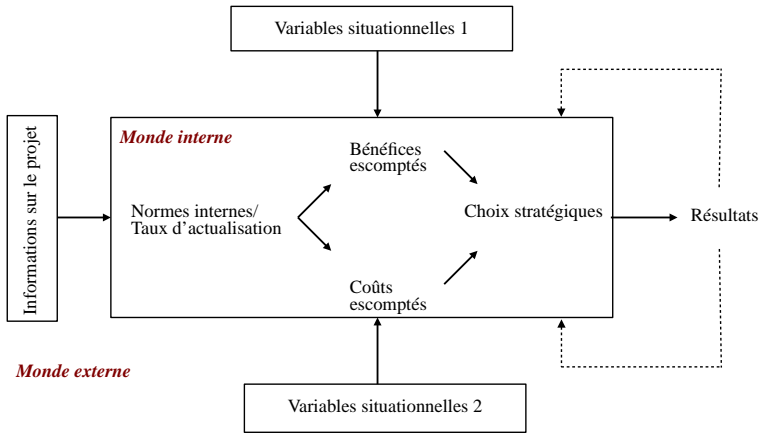 Variables situationnelles 1
Informations sur le projet
Monde interne
Bénéfices
escomptés
Normes internes/
Taux d’actualisation
Choix stratégiques
Résultats
Coûts
escomptés
Monde externe
Variables situationnelles 2